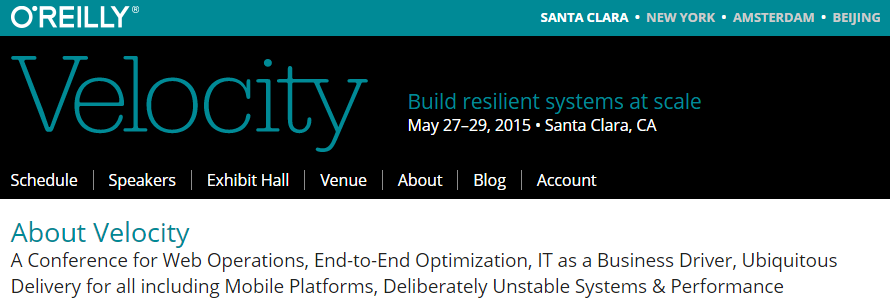 O'REILLY®
SANTA CLARA • NEW YORK • AMSTERDAM • BEIJING
Velocity
Build resilient systems at scale
May 27–29, 2015 • Santa Clara, CA
Schedule | Speakers | Exhibit Hall | Venue | About | Blog | Account
About Velocity
A Conference for Web Operations, End-to-End Optimization, IT as a Business Driver, Ubiquitous
Delivery for all including Mobile Platforms, Deliberately Unstable Systems & Performance